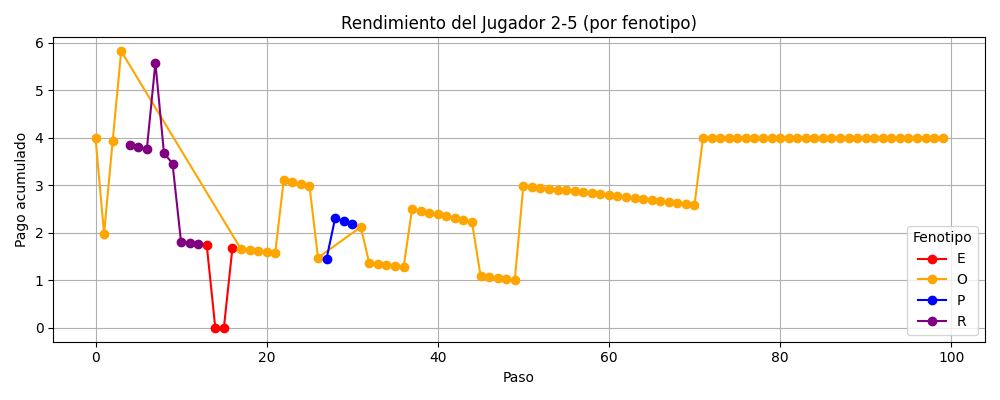 Rendimiento del Jugador 2-5 (por fenotipo)
Pago acumulado
6
5
4
3
2
1
0
0
20
40
60
80
100
Paso
Fenotipo
E
O
P
R